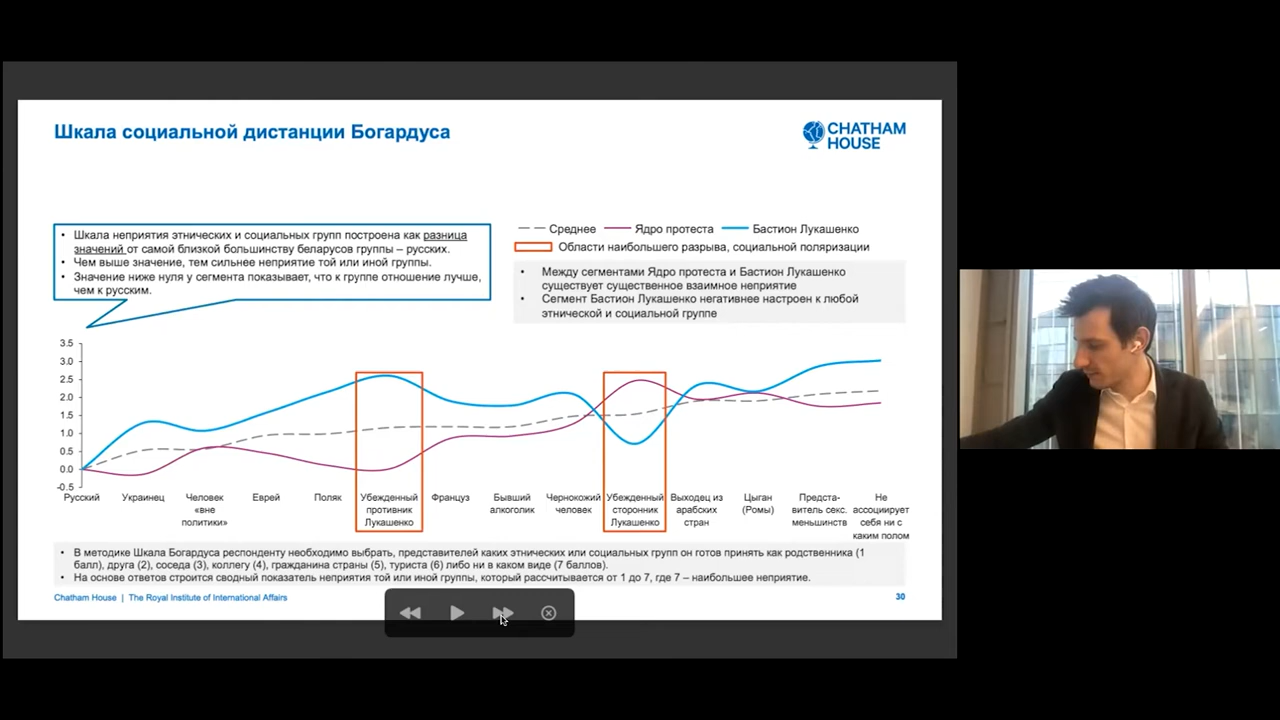 Шкала социальной дистанции Богардуса
CHATHAM
HOUSE
• Шкала неприятия этнических и социальных групп построена как разница
значений от самой близкой большинству беларусов группы – русских.
• Чем выше значение, тем сильнее неприятие той или иной группы.
• Значение ниже нуля у сегмента показывает, что к группе отношение лучше,
чем к русским.
Среднее Ядро протеста Бастион Лукашенко
Области наибольшего разрыва, социальной поляризации
• Между сегментами Ядро протеста и Бастион Лукашенко
существует существенное взаимное неприятие
• Сегмент Бастион Лукашенко негативнее настроен к любой
этнической и социальной группе
3.5
3.0
2.5
2.0
1.5
1.0
0.5
0.0
-0.5
Русский
Украинец
Человек
«вне
политики»
Еврей
Поляк
Убежденный
противник
Лукашенко
Француз
Бывший
алкоголик
Чернокожий
человек
Убежденный
сторонник
Лукашенко
Выходец из
арабских
стран
Цыган
(Ромы)
Предста-
витель секс.
меньшинств
Не
ассоциирует
себя ни с
каким полом
• В методике Шкала Богардуса респонденту необходимо выбрать, представителей каких этнических или социальных групп он готов принять как родственника (1
балл), друга (2), соседа (3), коллегу (4), гражданина страны (5), туриста (6) либо ни в каком виде (7 баллов).
• На основе ответов строится сводный показатель неприятия той или иной группы, который рассчитывается от 1 до 7, где 7 – наибольшее неприятие.
Chatham House | The Royal Institute of International Affairs
30